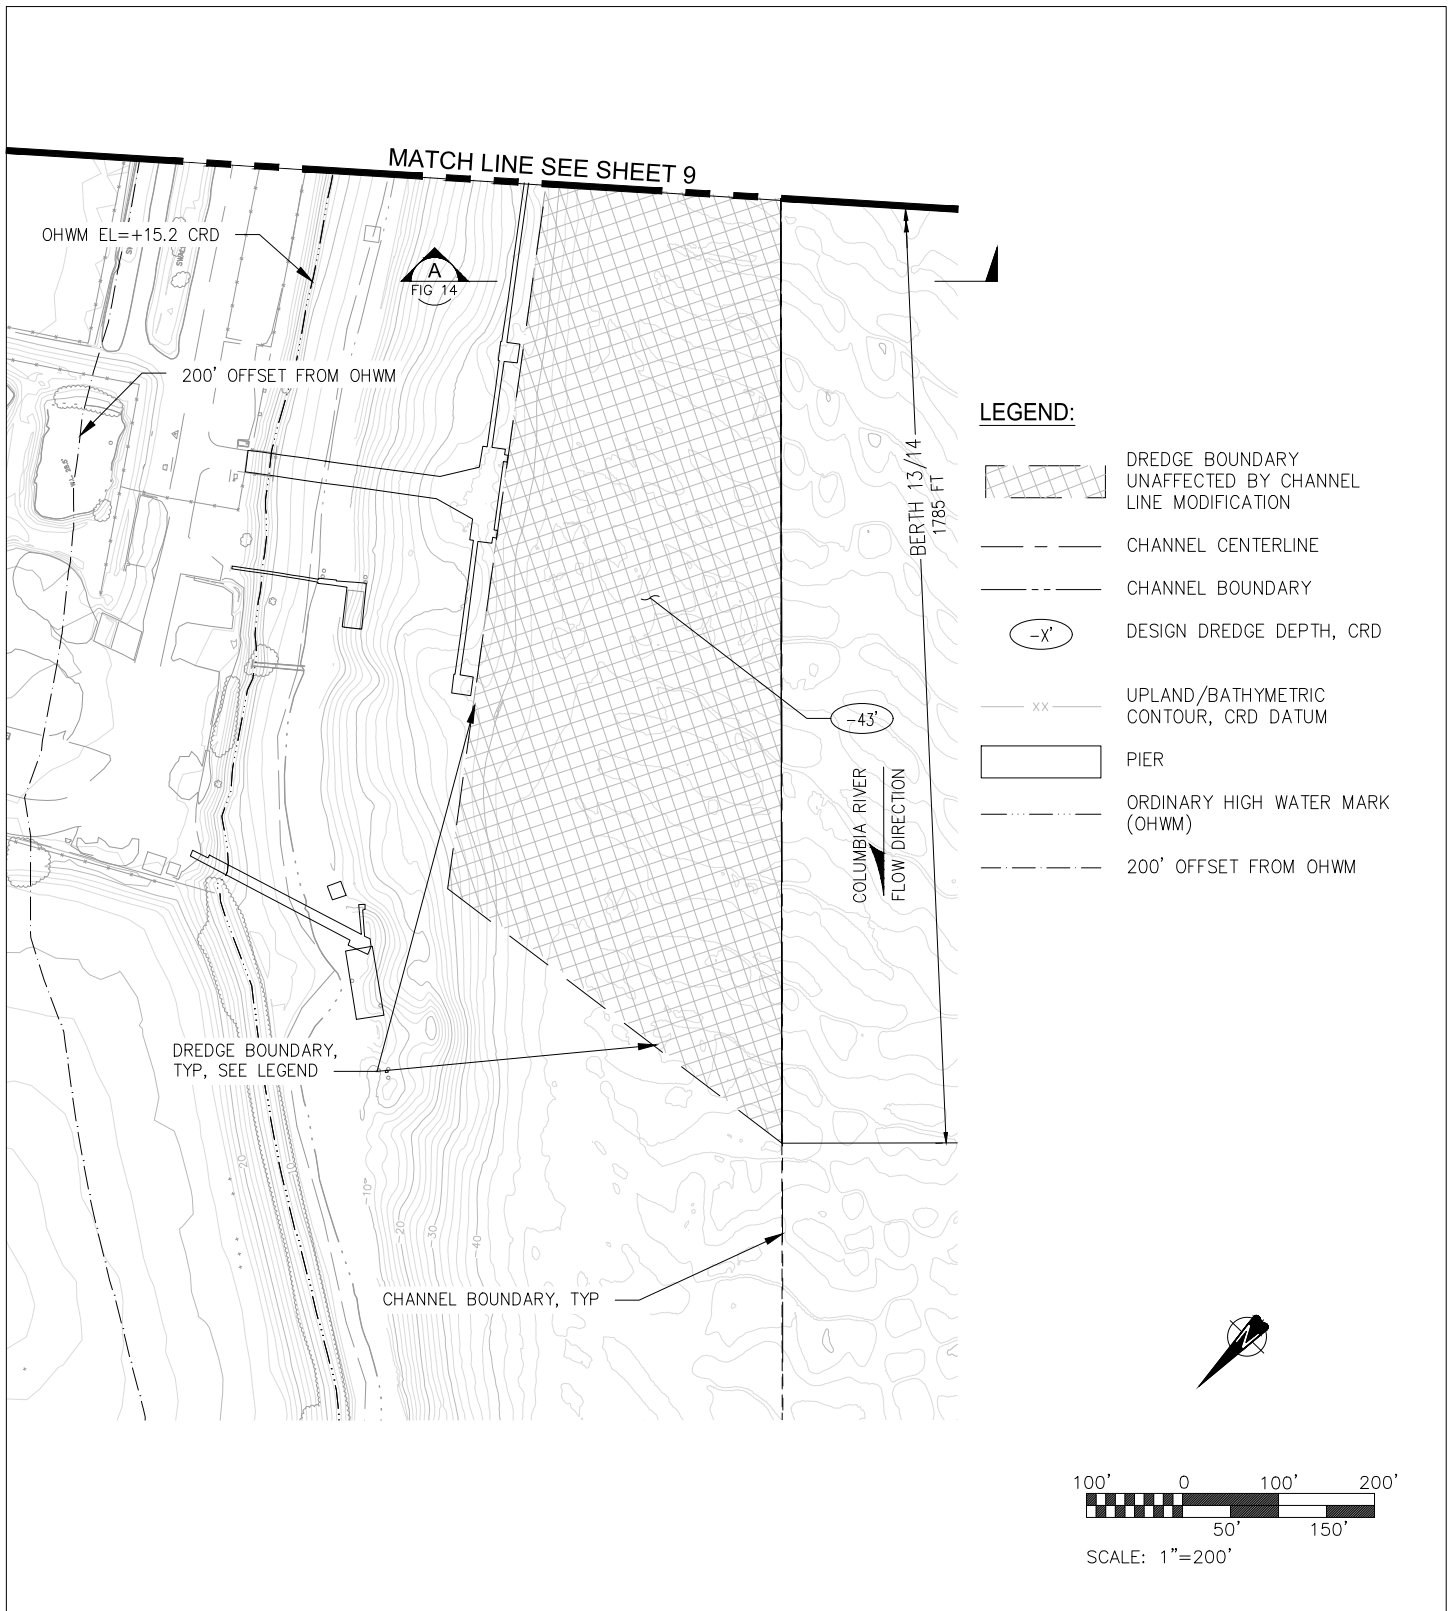 MATCH LINE SEE SHEET 9
OHWM EL=+15.2 CRD
A
FIG 14
200' OFFSET FROM OHWM
BERTH 13/14
1785 FT
-43'
COLUMBIA RIVER
FLOW DIRECTION
DREDGE BOUNDARY,
TYP, SEE LEGEND
20
10
-10
-20
-30
-40
CHANNEL BOUNDARY, TYP
LEGEND:
DREDGE BOUNDARY
UNAFFECTED BY CHANNEL
LINE MODIFICATION
CHANNEL CENTERLINE
CHANNEL BOUNDARY
-X'
DESIGN DREDGE DEPTH, CRD
XX
UPLAND/BATHYMETRIC
CONTOUR, CRD DATUM
PIER
ORDINARY HIGH WATER MARK
(OHWM)
200' OFFSET FROM OHWM
N
100' 0 100' 200'
50' 150'
SCALE: 1"=200'